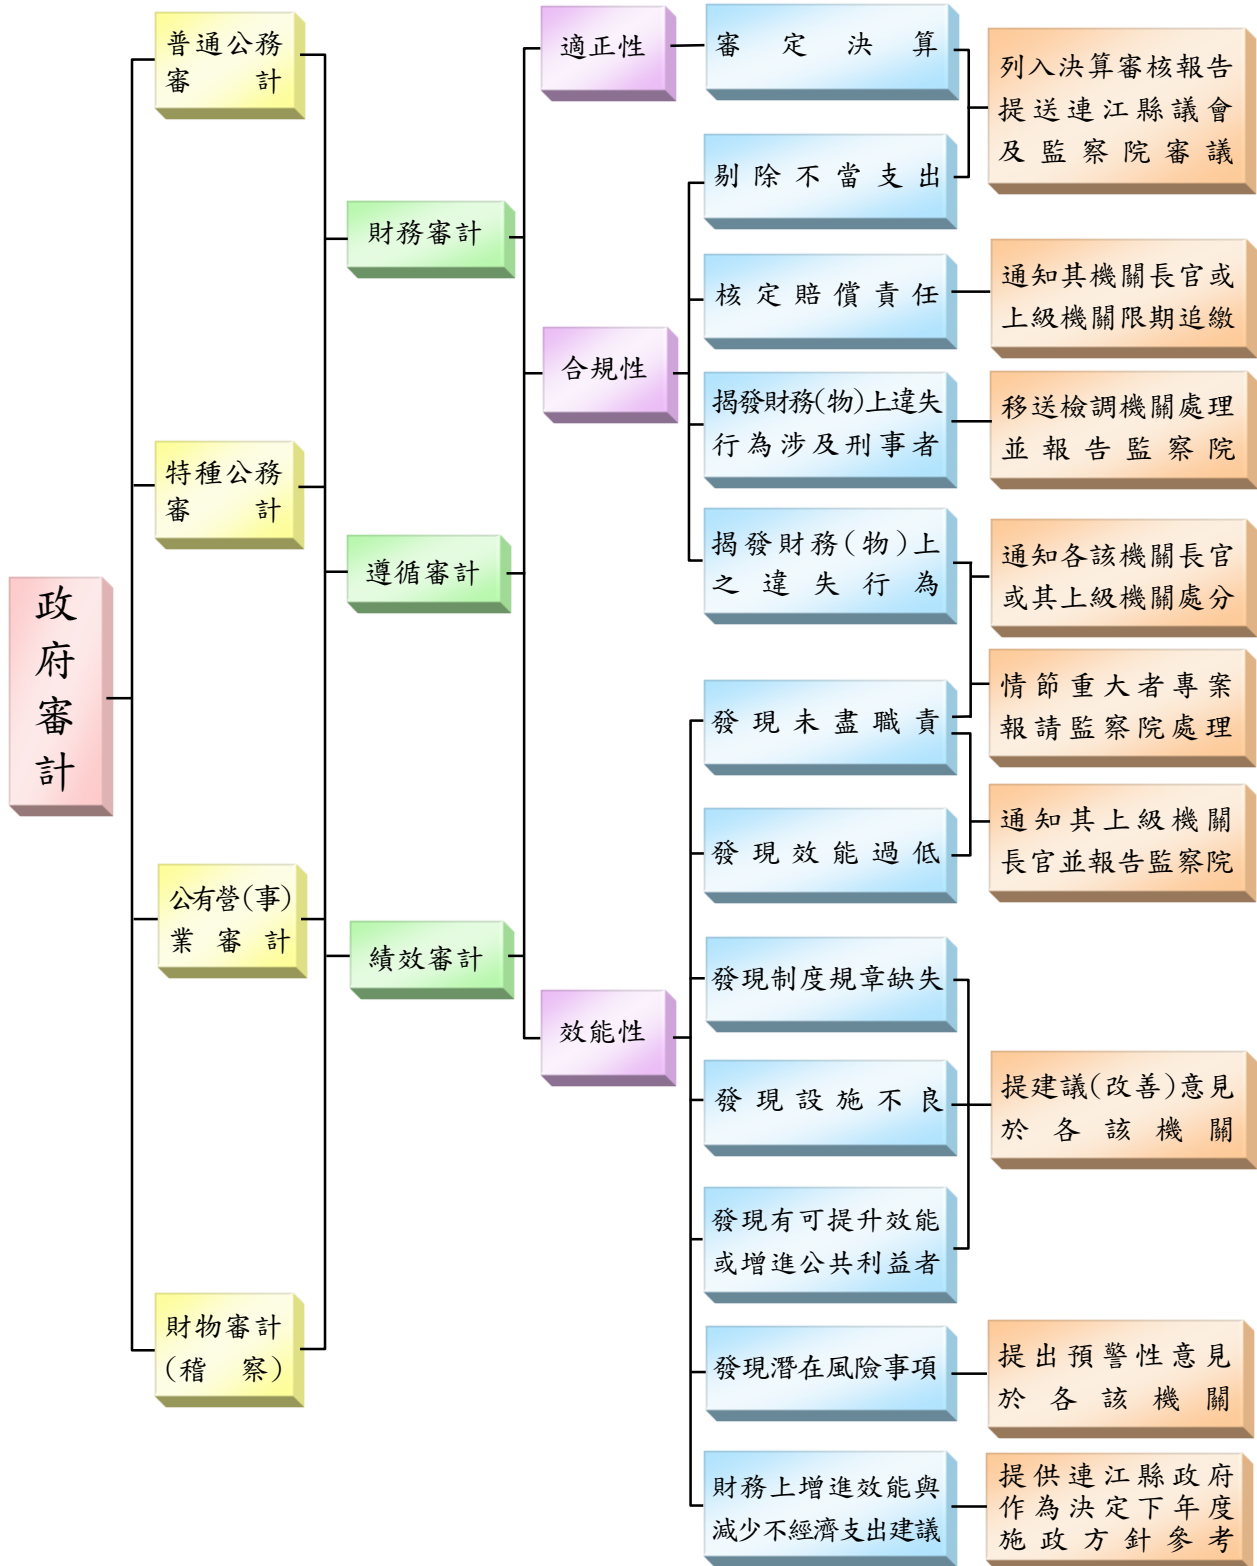 政府審計
普通公務
審計
特種公務
審計
公有營(事)
業審計
財物審計
(稽察)
財務審計
遵循審計
績效審計
適正性
合規性
效能性
審定決算
剔除不當支出
核定賠償責任
揭發財務(物)上違失
行為涉及刑事者
揭發財務(物)上
之違失行為
發現未盡職責
發現效能過低
發現制度規章缺失
發現設施不良
發現有可提升效能
或增進公共利益者
發現潛在風險事項
財務上增進效能與
減少不經濟支出建議
列入決算審核報告
提送連江縣議會
及監察院審議
通知其機關長官或
上級機關限期追繳
移送檢調機關處理
並報告監察院
通知各該機關長官
或其上級機關處分
情節重大者專案
報請監察院處理
通知其上級機關
長官並報告監察院
提建議(改善)意見
於各該機關
提出預警性意見
於各該機關
提供連江縣政府
作為決定下年度
施政方針參考